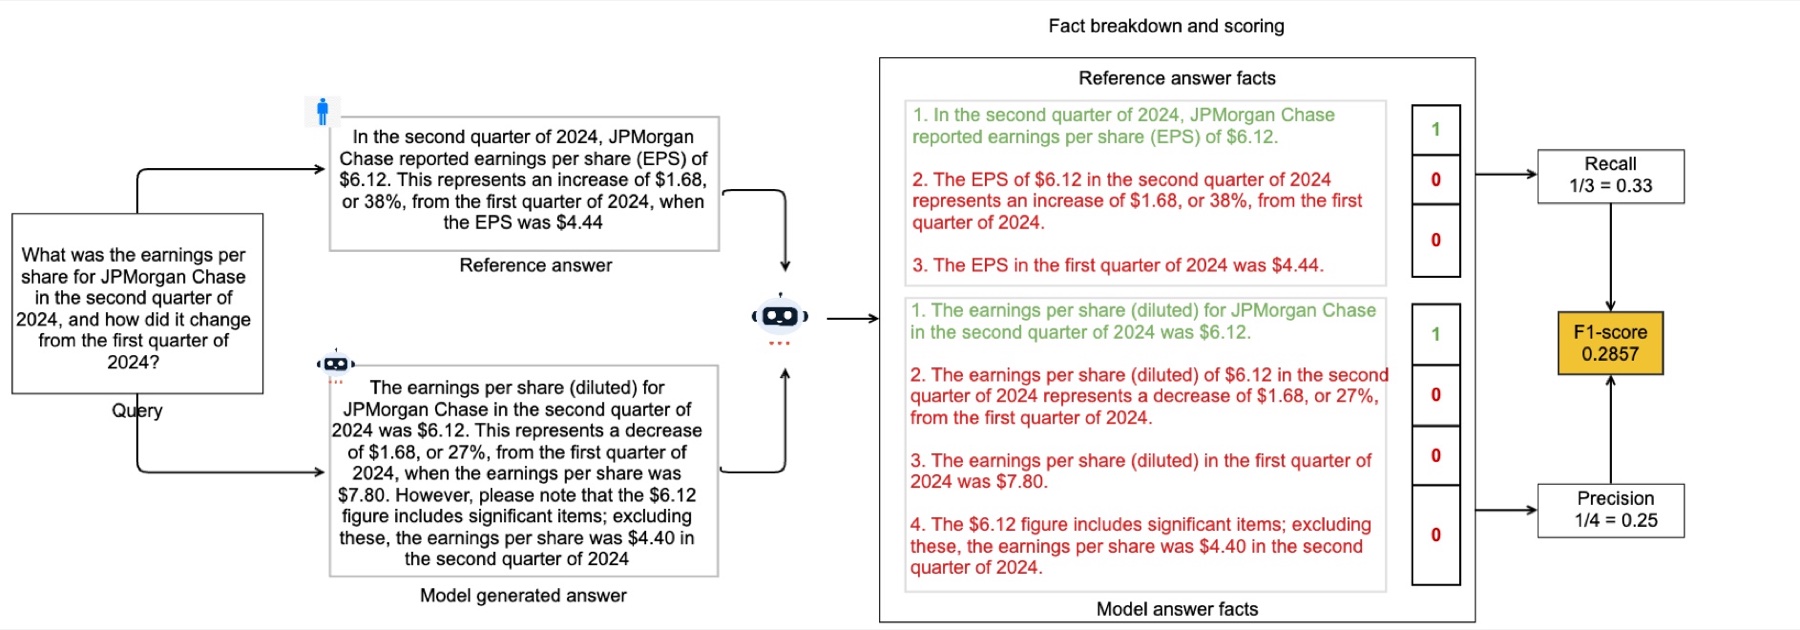 Fact breakdown and scoring
What was the earnings per
share for JPMorgan Chase
in the second quarter of
2024, and how did it change
from the first quarter of
2024?
Query
In the second quarter of 2024, JPMorgan
Chase reported earnings per share (EPS) of
$6.12. This represents an increase of $1.68,
or 38%, from the first quarter of 2024, when
the EPS was $4.44
Reference answer
The earnings per share (diluted) for
JPMorgan Chase in the second quarter of
2024 was $6.12. This represents a decrease
of $1.68, or 27%, from the first quarter of
2024, when the earnings per share was
$7.80. However, please note that the $6.12
figure includes significant items; excluding
these, the earnings per share was $4.40 in
the second quarter of 2024
Model generated answer
Reference answer facts
1. In the second quarter of 2024, JPMorgan Chase
reported earnings per share (EPS) of $6.12.
1
2. The EPS of $6.12 in the second quarter of 2024
represents an increase of $1.68, or 38%, from the first
quarter of 2024.
0
3. The EPS in the first quarter of 2024 was $4.44.
0
1. The earnings per share (diluted) for JPMorgan Chase
in the second quarter of 2024 was $6.12.
1
2. The earnings per share (diluted) of $6.12 in the second
quarter of 2024 represents a decrease of $1.68, or 27%,
from the first quarter of 2024.
0
3. The earnings per share (diluted) in the first quarter of
2024 was $7.80.
0
4. The $6.12 figure includes significant items; excluding
these, the earnings per share was $4.40 in the second
quarter of 2024.
0
Model answer facts
Recall
1/3 = 0.33
F1-score
0.2857
Precision
1/4 = 0.25